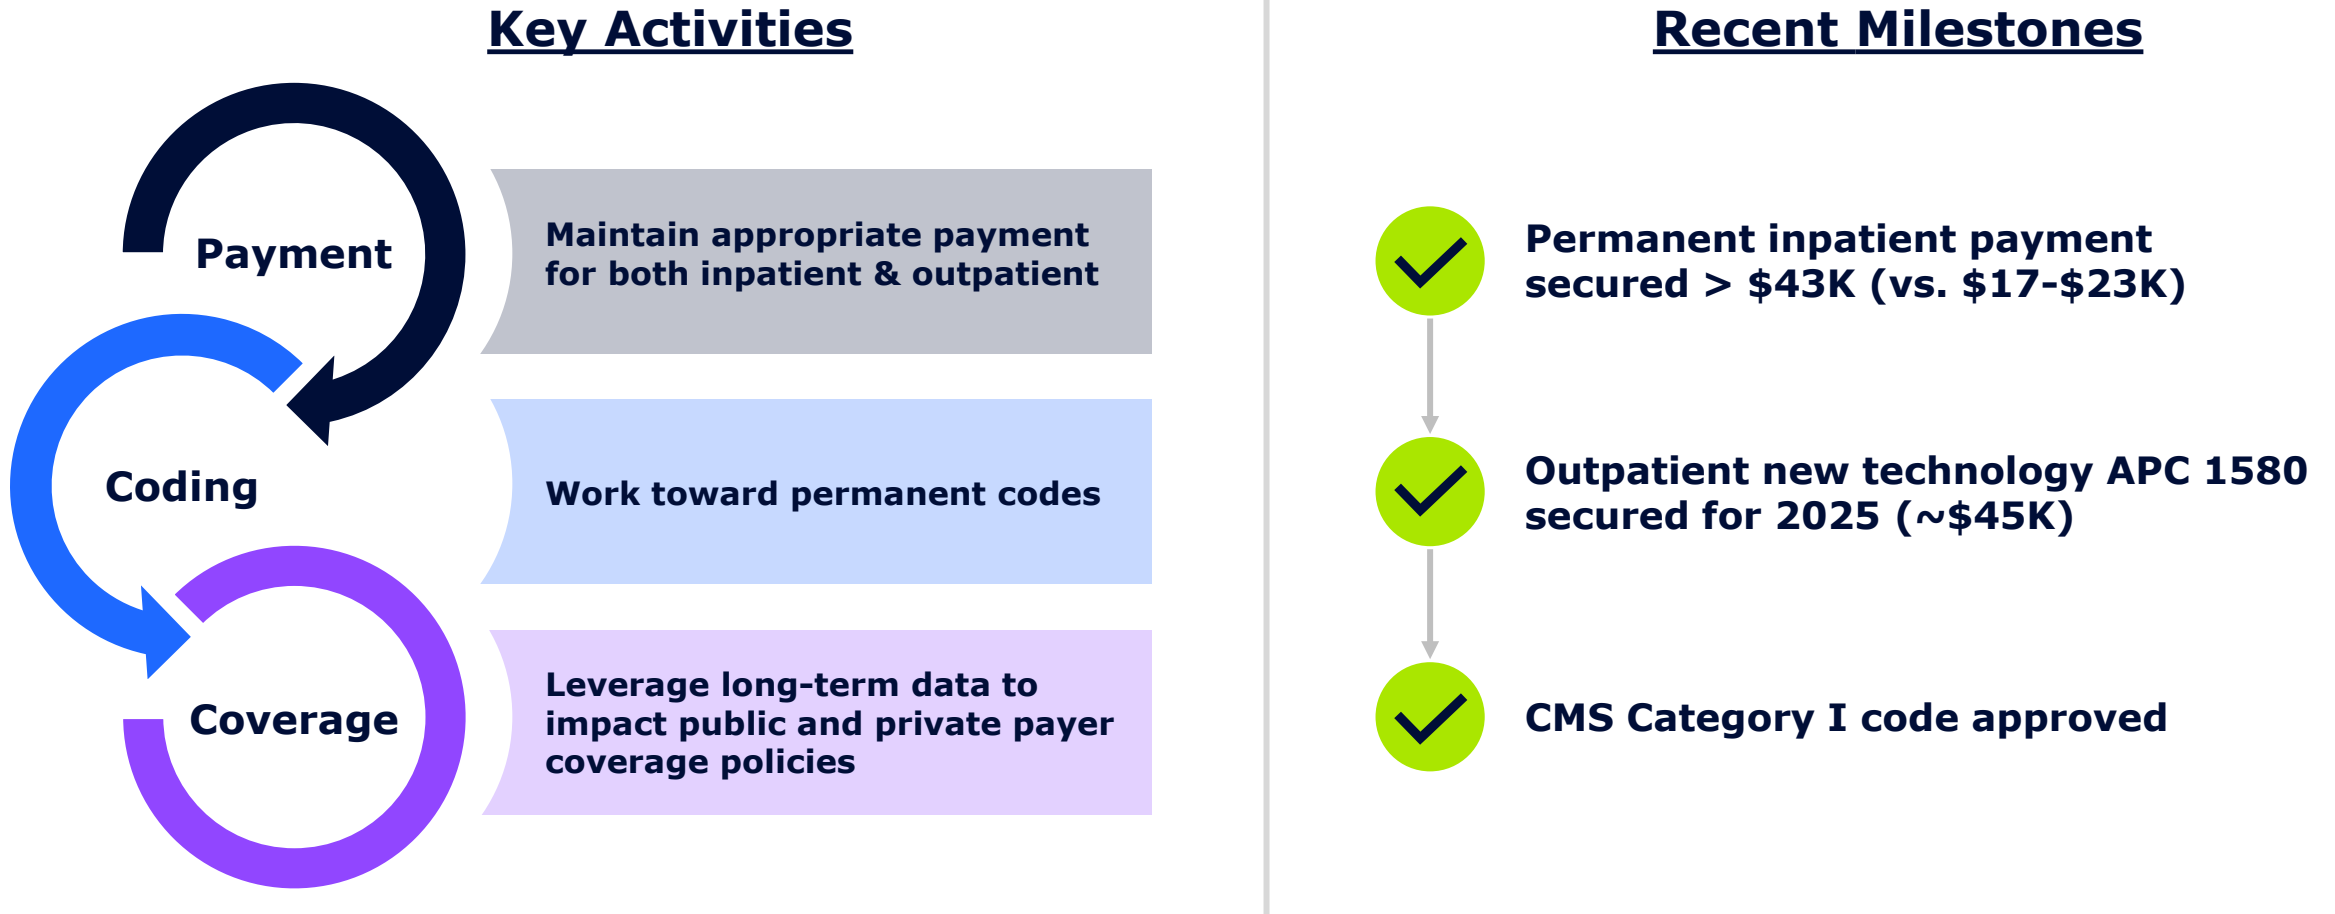 Key Activities
Payment
Maintain appropriate payment
for both inpatient & outpatient
Coding
Work toward permanent codes
Coverage
Leverage long-term data to
impact public and private payer
coverage policies
Recent Milestones
Permanent inpatient payment
secured > $43K (vs. $17-$23K)
Outpatient new technology APC 1580
secured for 2025 (~$45K)
CMS Category I code approved